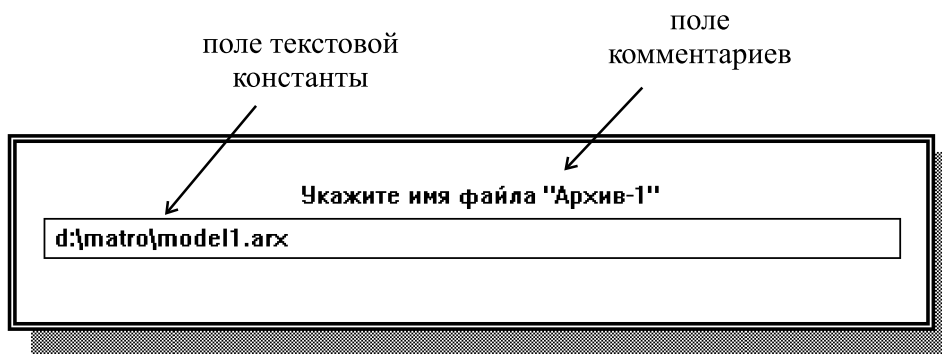 поле текстовой
константы
поле
комментариев
Укажите имя файла "Архив-1"
d:\matro\model1.arx